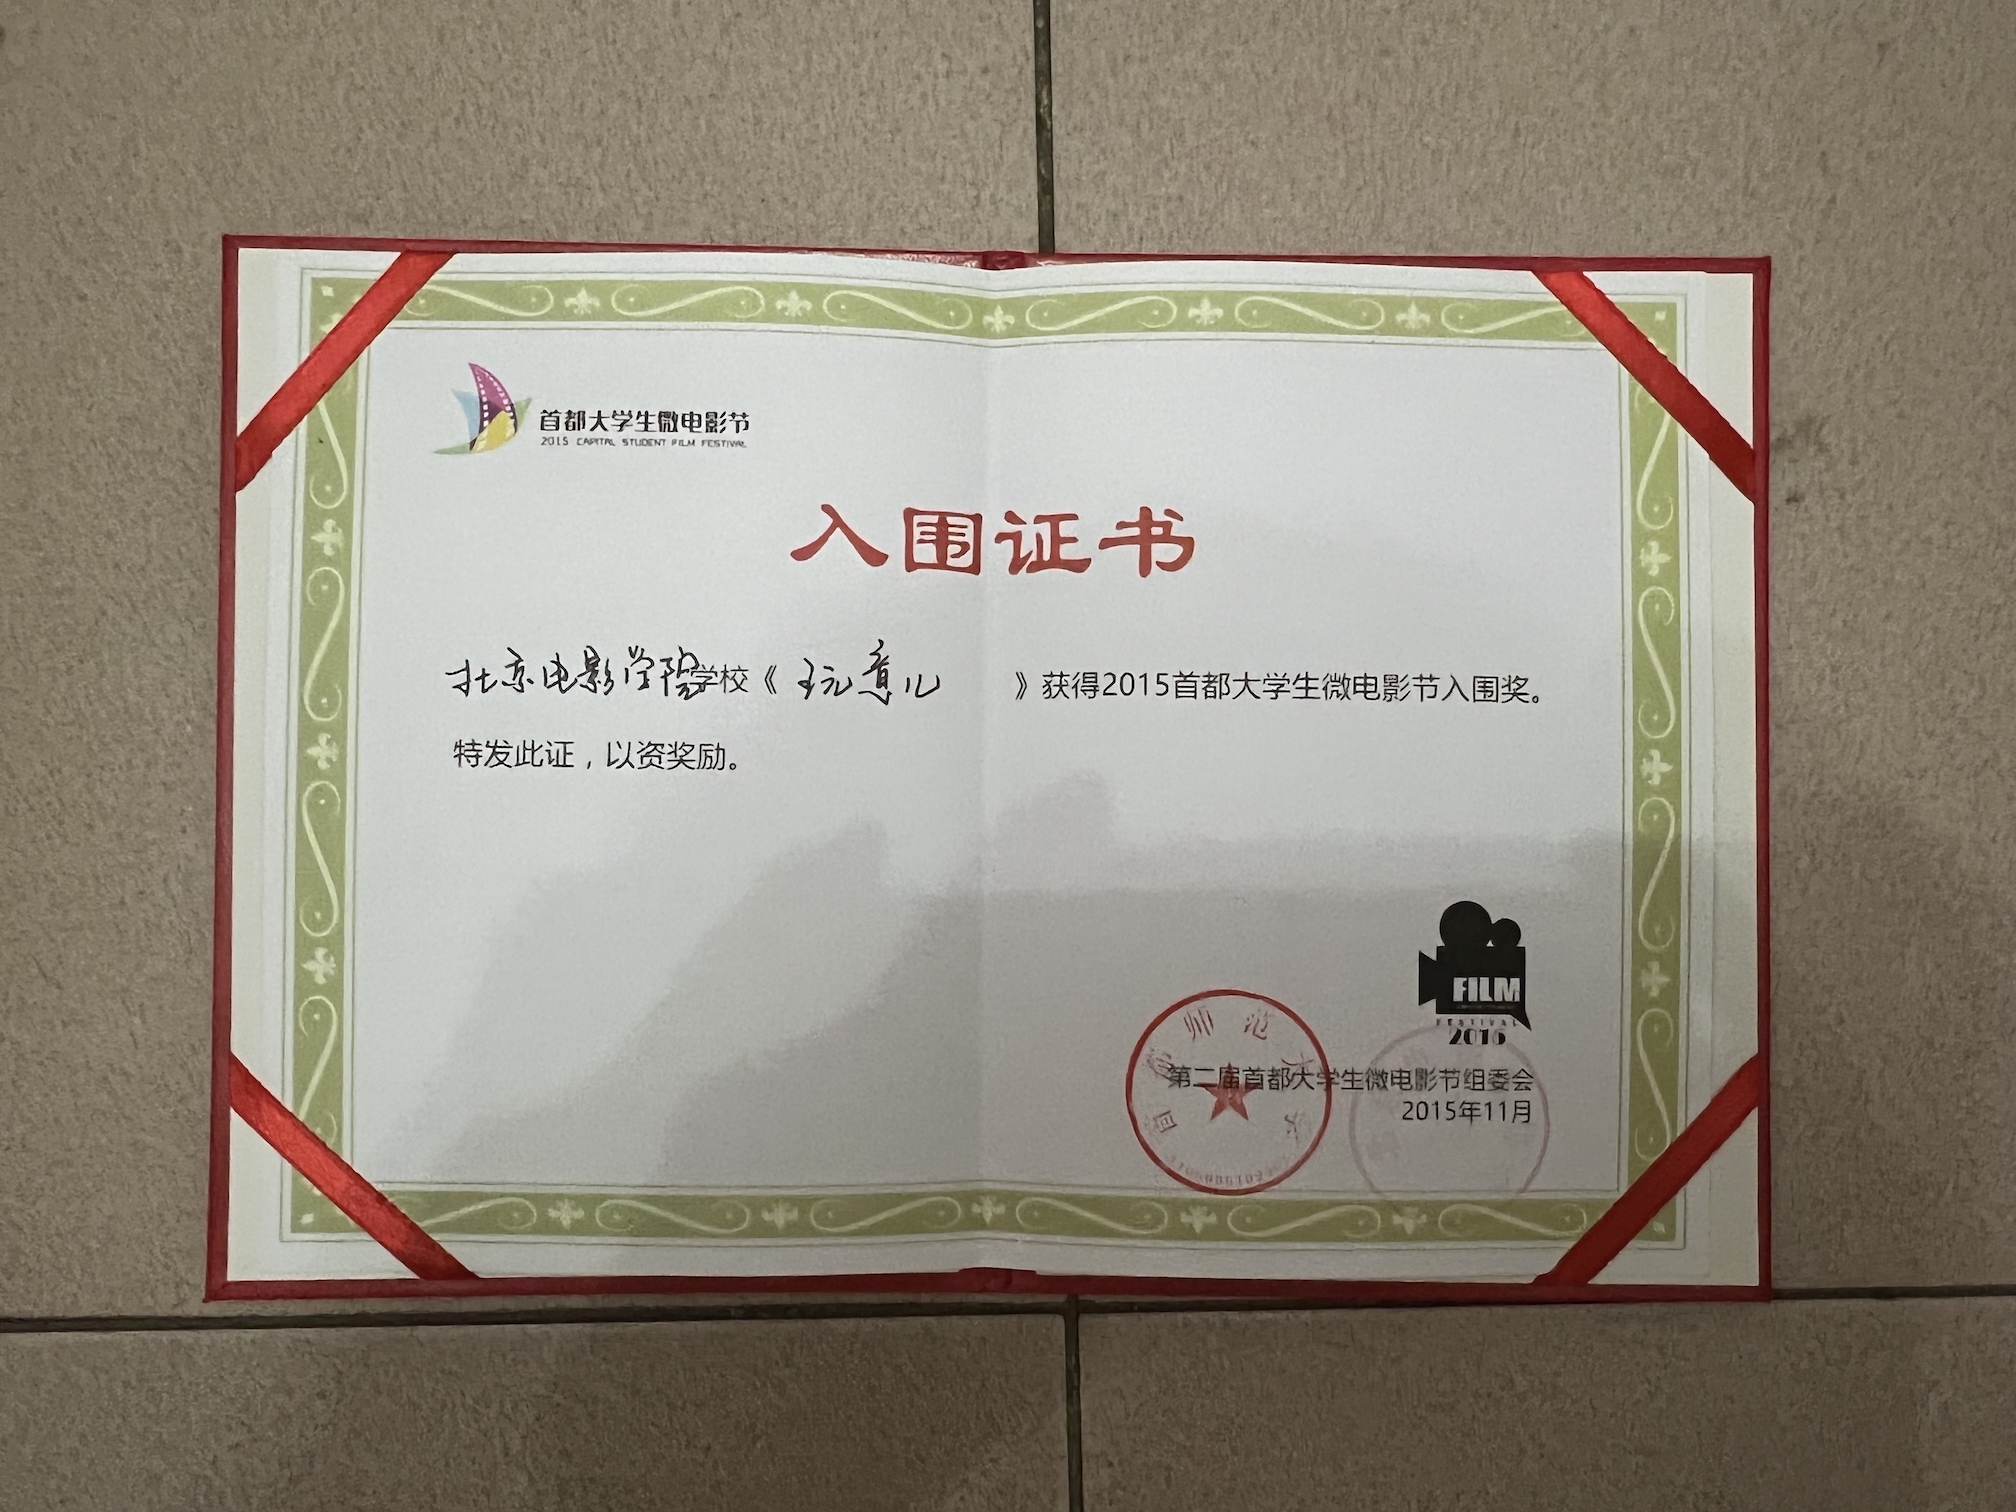 首都大学生微电影节
2015 CAPITAL STUDENT FILM FESTIVAL
入围证书
北京电影学院学校《玩意儿》获得2015首都大学生微电影节入围奖。
特发此证，以资奖励。
FILM
FESTIVAL
2015
第二届首都大学生微电影节组委会
2015年11月
师范大